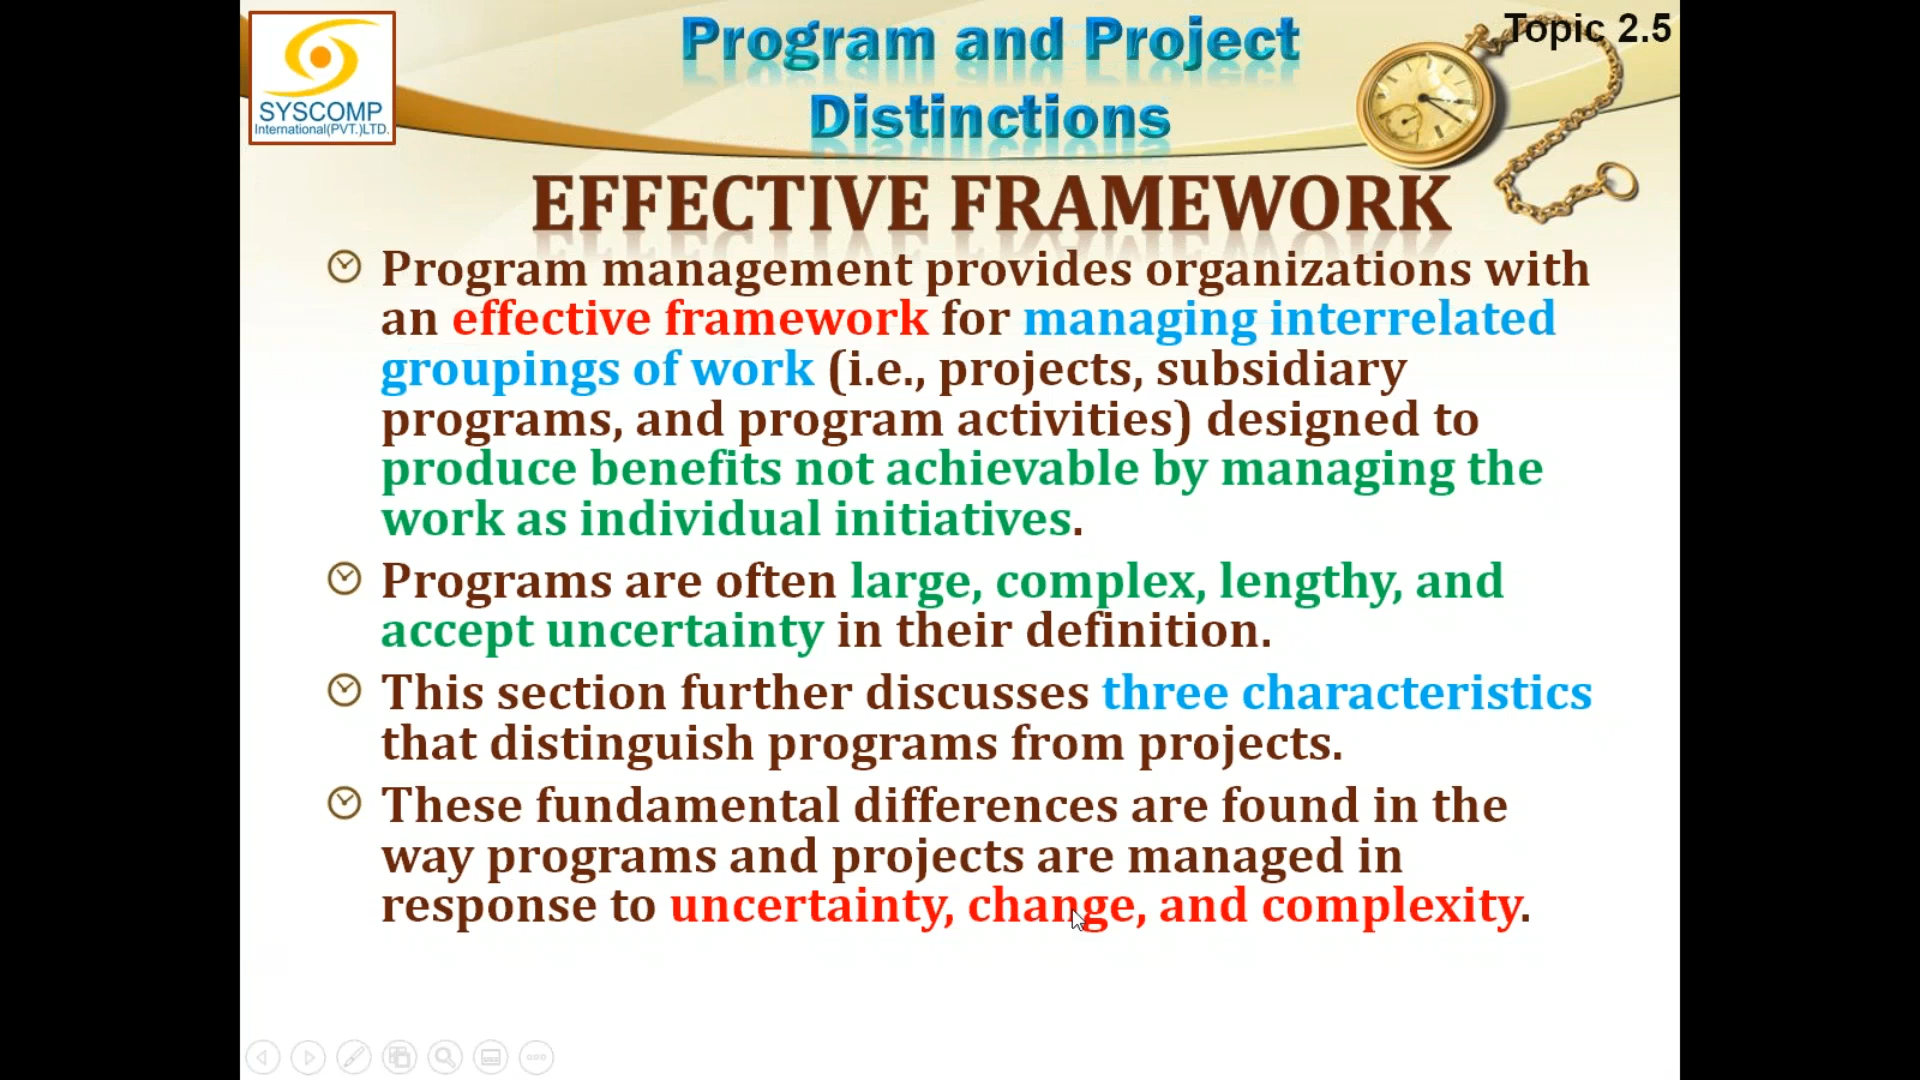 SYSCOMP
International(PVT.)LTD.
Program and Project
Distinctions
Topic 2.5
EFFECTIVE FRAMEWORK
Program management provides organizations with
an effective framework for managing interrelated
groupings of work (i.e., projects, subsidiary
programs, and program activities) designed to
produce benefits not achievable by managing the
work as individual initiatives.
Programs are often large, complex, lengthy, and
accept uncertainty in their definition.
This section further discusses three characteristics
that distinguish programs from projects.
These fundamental differences are found in the
way programs and projects are managed in
response to uncertainty, change, and complexity.